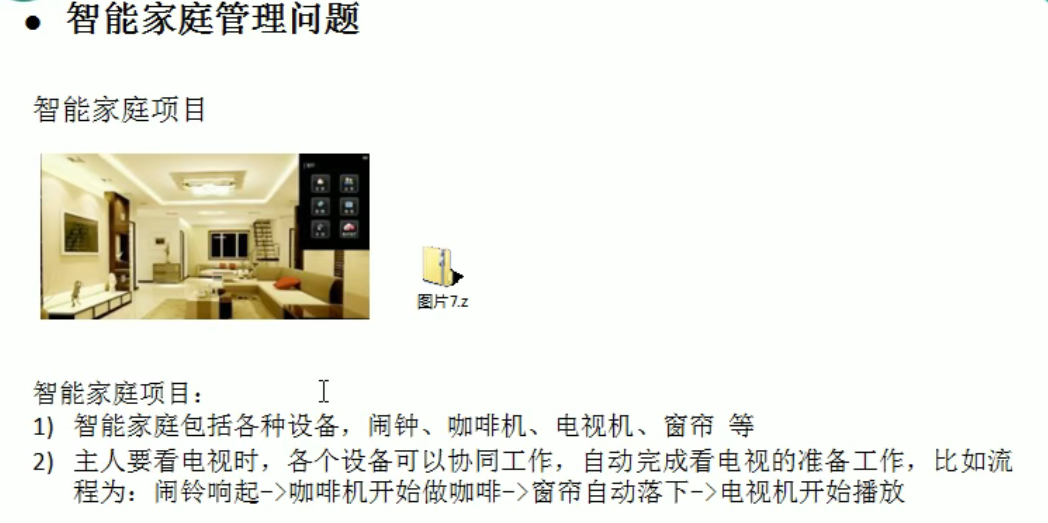 • 智能家庭管理问题
智能家庭项目
图片7.z
智能家庭项目：
1) 智能家庭包括各种设备，闹钟、咖啡机、电视机、窗帘 等
2) 主人要看电视时，各个设备可以协同工作，自动完成看电视的准备工作，比如流
程为：闹铃响起->咖啡机开始做咖啡->窗帘自动落下->电视机开始播放